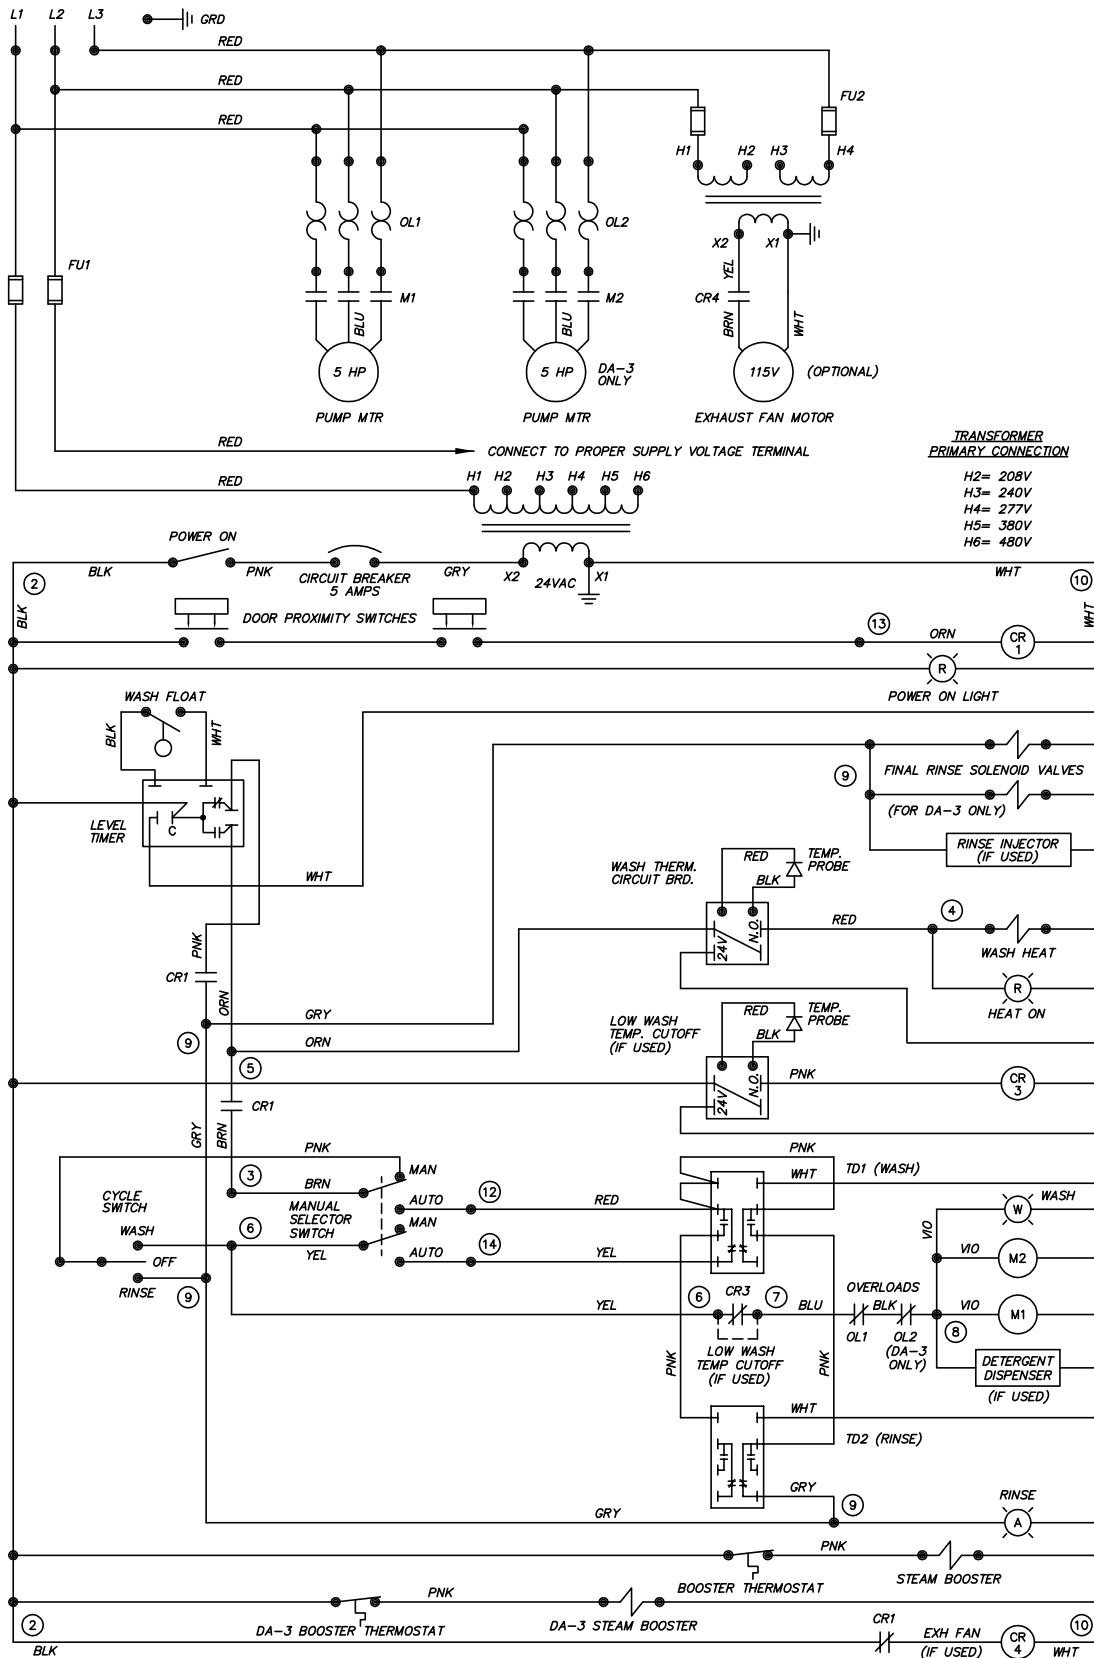 L1 L2 L3 GRD
RED
RED
FU2
RED
H1 H2 H3 H4
OL1 OL2
X2 X1
FU1
YEL
M1 M2 CR4
BLU BLU BRN WHT
5 HP 5 HP DA-3
ONLY
115V (OPTIONAL)
PUMP MTR PUMP MTR EXHAUST FAN MOTOR
RED CONNECT TO PROPER SUPPLY VOLTAGE TERMINAL
TRANSFORMER
PRIMARY CONNECTION
H2= 208V
H3= 240V
H4= 277V
H5= 380V
H6= 480V
RED H1 H2 H3 H4 H5 H6
POWER ON
2 BLK PNK CIRCUIT BREAKER
5 AMPS
GRY X2 24VAC X1 WHT 10
BLK DOOR PROXIMITY SWITCHES 13 ORN CR
1
WHT
R
POWER ON LIGHT
WASH FLOAT
BLK WHT
LEVEL
TIMER
C
9 FINAL RINSE SOLENOID VALVES
(FOR DA-3 ONLY)
RINSE INJECTOR
(IF USED)
WHT
WASH THERM.
CIRCUIT BRD.
RED TEMP.
PROBE
BLK
24V N.O. RED 4
WASH HEAT
R
HEAT ON
PNK
CR1
ORN
GRY
9
ORN
5
LOW WASH
TEMP. CUTOFF
(IF USED)
RED TEMP.
PROBE
BLK
24V N.O. PNK CR
3
CR1
GRY BRN
PNK
MAN
PNK
WHT TD1 (WASH)
3 BRN
CYCLE
SWITCH
MANUAL
SELECTOR
SWITCH
AUTO 12 RED
MAN
W WASH
WASH 6 YEL
AUTO 14 YEL
VIO
VIO M2
OFF
RINSE 9
YEL 6 CR3 7 BLU
OVERLOADS
BLK
OL1 OL2
(DA-3
ONLY)
VIO M1
8
LOW WASH
TEMP CUTOFF
(IF USED)
PNK PNK
DETERGENT
DISPENSER
(IF USED)
WHT
TD2 (RINSE)
GRY
9
RINSE
GRY A
PNK
BOOSTER THERMOSTAT STEAM BOOSTER
PNK
DA-3 BOOSTER THERMOSTAT DA-3 STEAM BOOSTER
2 BLK CR1 EXH FAN
(IF USED)
CR
4
WHT 10